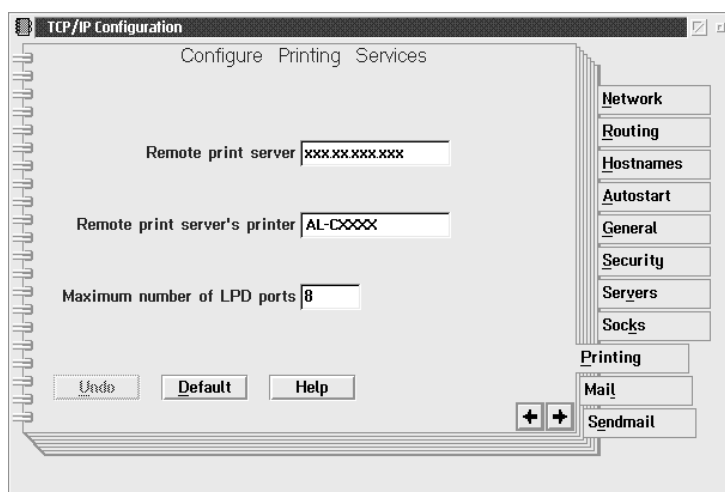 TCP/IP Configuration
Configure Printing Services
Remote print server xxx.xx.xxx.xxx
Remote print server's printer AL-CXXXX
Maximum number of LPD ports 8
Undo Default Help
Network
Routing
Hostnames
Autostart
General
Security
Servers
Socks
Printing
Mail
Sendmail